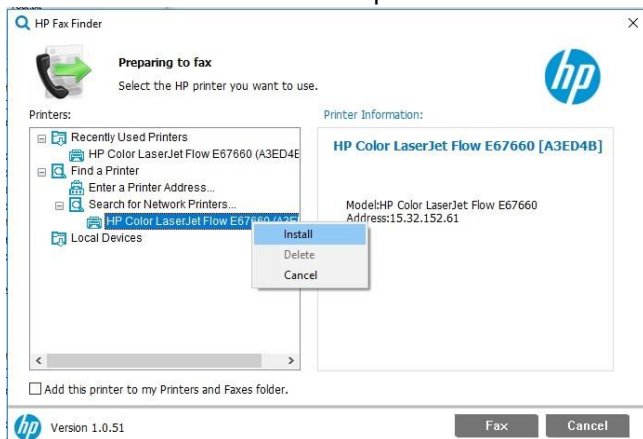 HP Fax Finder
Preparing to fax
Select the HP printer you want to use.
Printers:
Printer Information:
Recently Used Printers
HP Color LaserJet Flow E67660 (A3ED4E
Find a Printer
Enter a Printer Address...
Search for Network Printers...
HP Color LaserJet Flow E67660 (A3E
Local Devices
Install
Delete
Cancel
HP Color LaserJet Flow E67660 [A3ED4B]
Model:HP Color LaserJet Flow E67660
Address:15.32.152.61
Add this printer to my Printers and Faxes folder.
hp
hp
Version 1.0.51
Fax
Cancel